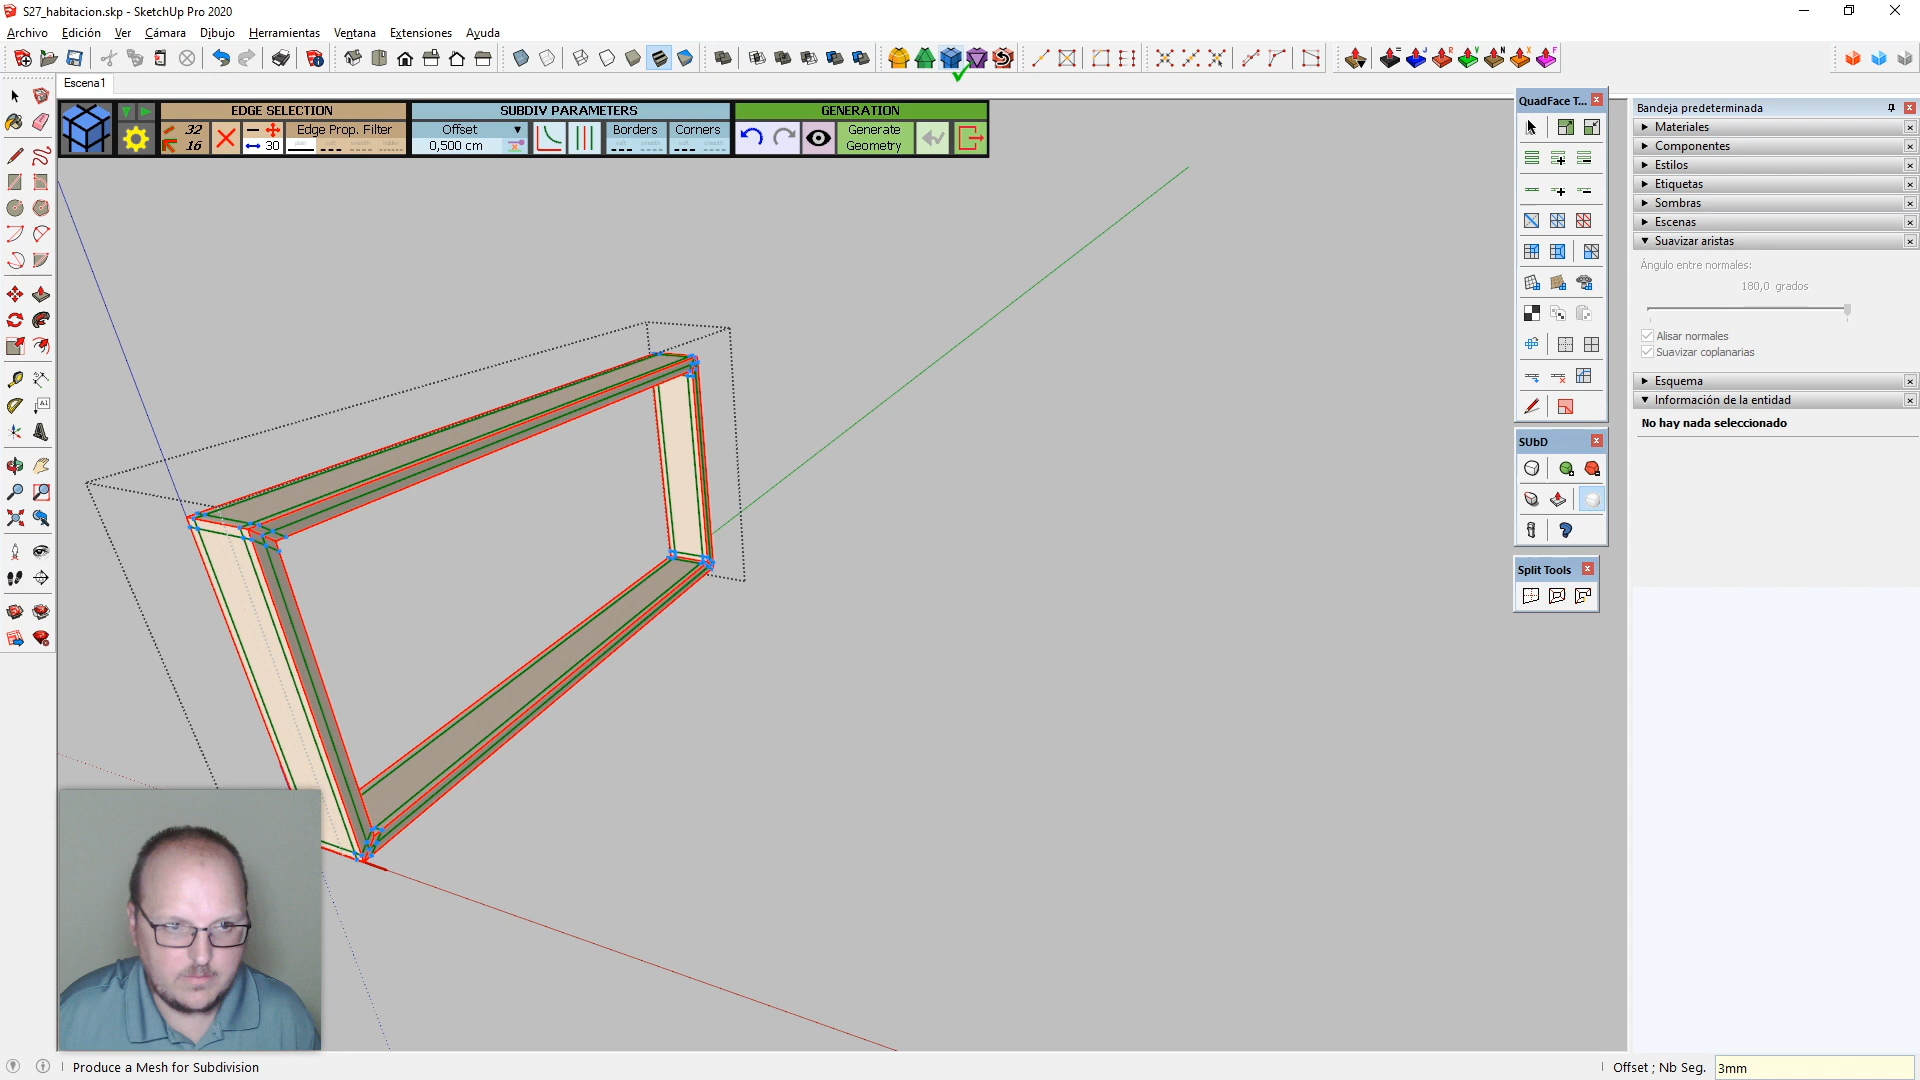 S27_habitacion.skp - SketchUp Pro 2020
Archivo Edición Ver Cámara Dibujo Herramientas Ventana Extensiones Ayuda
Escena1
EDGE SELECTION SUBDIV PARAMETERS GENERATION
32 Edge Prop. Filter Offset Borders Corners Generate
16 30 0,500 cm Geometry
QuadFace T...
SUbD
Split Tools
Bandeja predeterminada
Materiales
Componentes
Estilos
Etiquetas
Sombras
Escenas
Suavizar aristas
Ángulo entre normales:
180,0 grados
Alisar normales
Suavizar coplanarias
Esquema
Información de la entidad
No hay nada seleccionado
Produce a Mesh for Subdivision Offset ; Nb Seg. 3mm